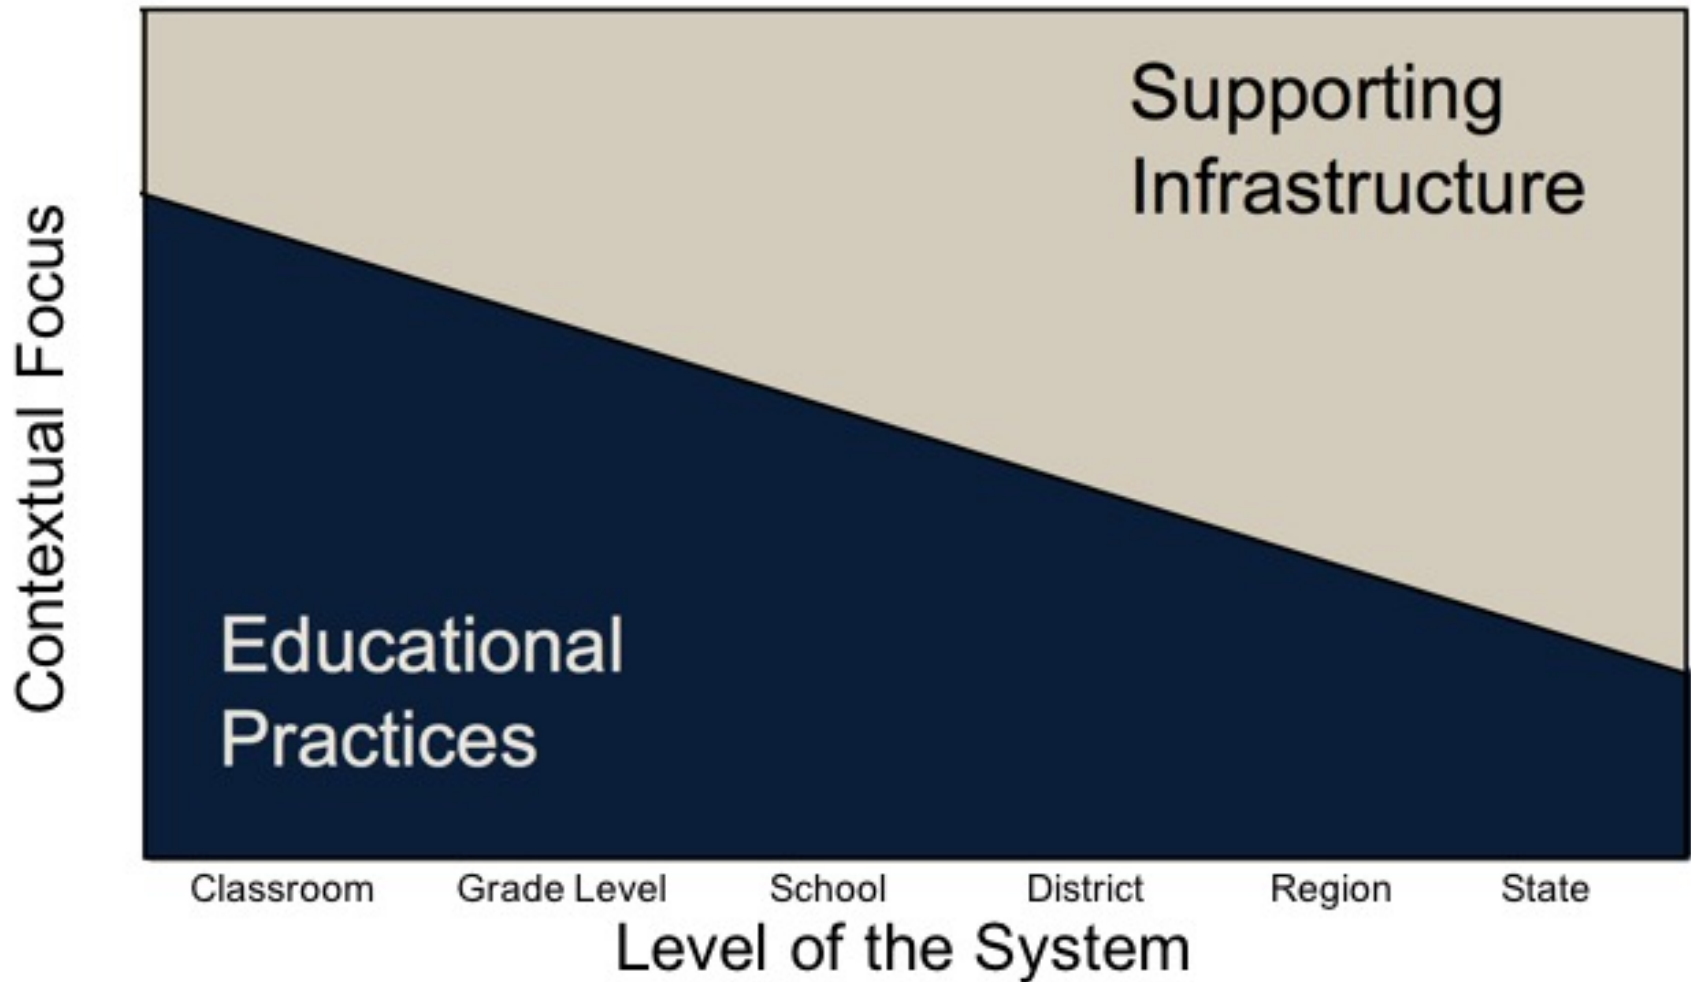 Supporting
Infrastructure
Contextual Focus
Educational
Practices
Classroom Grade Level School District Region State
Level of the System